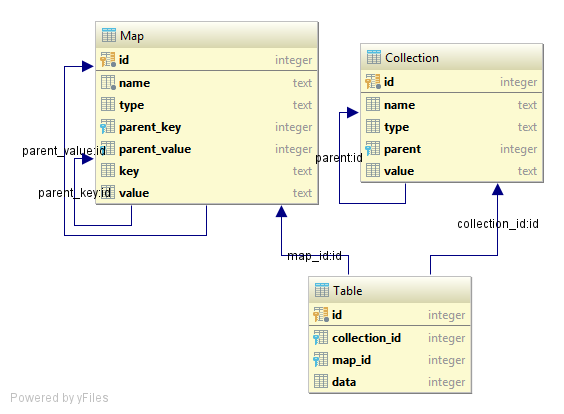 Map
id integer
name text
type text
parent_key integer
parent_value integer
key text
value text
Collection
id integer
name text
type text
parent integer
value text
parent_value:id
parent_key:id
parent:id
map_id:id
collection_id:id
Table
id integer
collection_id integer
map_id integer
data integer
Powered by yFiles